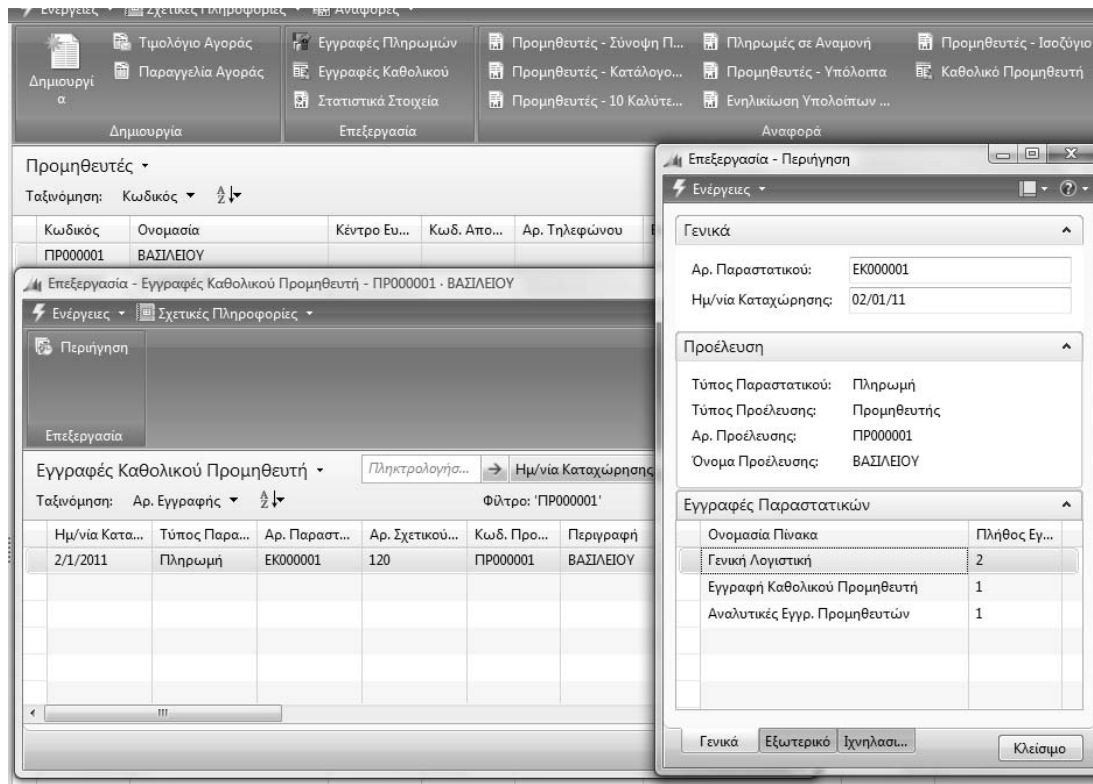 Ενέργειες Σχετικές Πληροφορίες Αναφορές
Δημιουργί
α
Τιμολόγιο Αγοράς
Παραγγελία Αγοράς
Δημιουργία
Εγγραφές Πληρωμών
Εγγραφές Καθολικού
Στατιστικά Στοιχεία
Επεξεργασία
Προμηθευτές - Σύνοψη Π...
Προμηθευτές - Κατάλογο...
Προμηθευτές - 10 Καλύτε...
Πληρωμές σε Αναμονή
Προμηθευτές - Υπόλοιπα
Ενηλικίωση Υπολοίπων ...
Προμηθευτές - Ισοζύγιο
Καθολικό Προμηθευτή
Αναφορά
Προμηθευτές
Ταξινόμηση: Κωδικός
Κωδικός Ονομασία Κέντρο Ευ... Κωδ. Απο... Αρ. Τηλεφώνου
ΠΡ000001 ΒΑΣΙΛΕΙΟΥ
Επεξεργασία - Εγγραφές Καθολικού Προμηθευτή - ΠΡ000001 · ΒΑΣΙΛΕΙΟΥ
Ενέργειες Σχετικές Πληροφορίες
Περιήγηση
Επεξεργασία
Εγγραφές Καθολικού Προμηθευτή Πληκτρολογήσ... Ημ/νία Καταχώρησης
Ταξινόμηση: Αρ. Εγγραφής Φίλτρο: 'ΠΡ000001'
Ημ/νία Κατα... Τύπος Παρα... Αρ. Παραστ... Αρ. Σχετικού... Κωδ. Προ... Περιγραφή
2/1/2011 Πληρωμή ΕΚ000001 120 ΠΡ000001 ΒΑΣΙΛΕΙΟΥ
Επεξεργασία - Περιήγηση
Ενέργειες
Γενικά
Αρ. Παραστατικού: ΕΚ000001
Ημ/νία Καταχώρησης: 02/01/11
Προέλευση
Τύπος Παραστατικού: Πληρωμή
Τύπος Προέλευσης: Προμηθευτής
Αρ. Προέλευσης: ΠΡ000001
Όνομα Προέλευσης: ΒΑΣΙΛΕΙΟΥ
Εγγραφές Παραστατικών
Ονομασία Πίνακα Πλήθος Εγ...
Γενική Λογιστική 2
Εγγραφή Καθολικού Προμηθευτή 1
Αναλυτικές Εγγρ. Προμηθευτών 1
Γενικά Εξωτερικό Ιχνηλασι...
Κλείσιμο